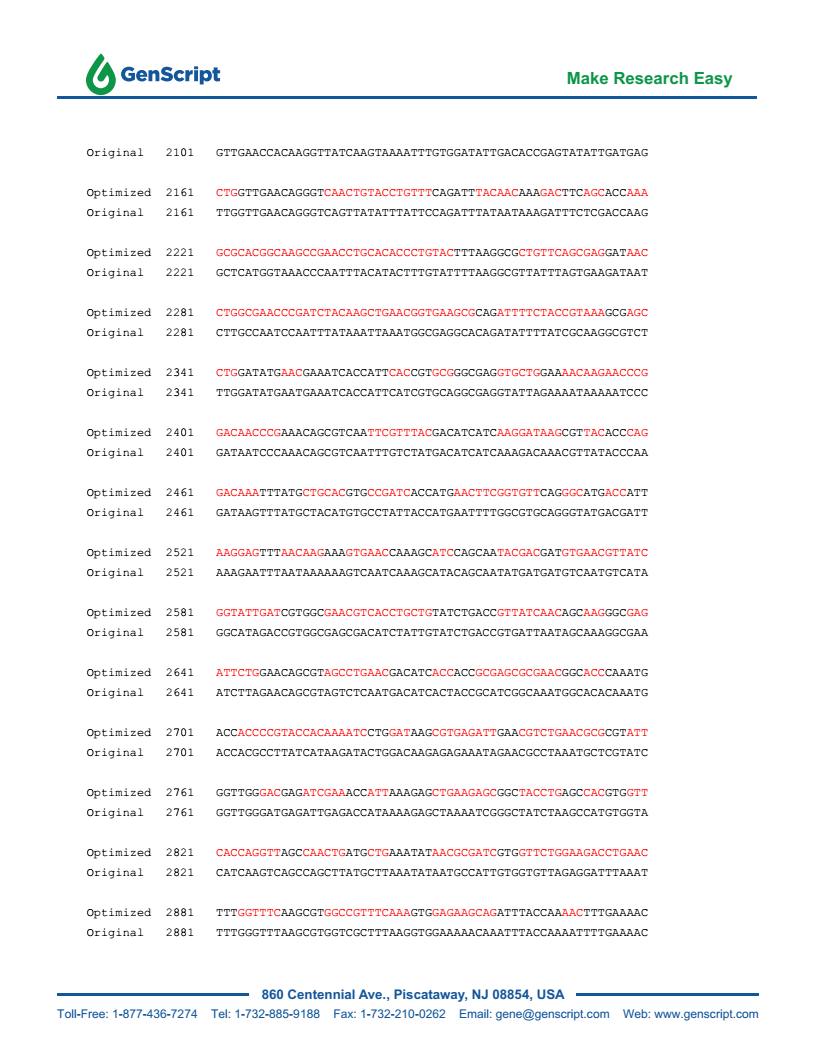 GenScript
Make Research Easy
Original 2101 GTTGAACCACAAGGTTATCAAGTAAAATTTGTGGATATTGACACCGAGTATATTGATGAG
Optimized 2161 CTGGTTGAACAGGGTCAACTGTACCTGTTTCAGATTTACAACAAAGACTTCAGCACCAAA
Original 2161 TTGGTTGAACAGGGTCAGTTATATTTATTCCAGATTTATAATAAAGATTTCTCGACCAAG
Optimized 2221 GCGCACGGCAAGCCGAACCTGCACACCCTGTACTTTAAGGCGCTGTTCAGCGAGGATAAC
Original 2221 GCTCATGGTAAACCCAATTTACATACTTTGTATTTTAAGGCGTTATTTAGTGAAGATAAT
Optimized 2281 CTGGCGAACCCGATCTACAAGCTGAACGGTGAAGCGCAGATTTTCTACCGTAAAGCGAGC
Original 2281 CTTGCCAATCCAATTTATAAATTAAATGGCGAGGCACAGATATTTTATCGCAAGGCGTCT
Optimized 2341 CTGGATATGAACGAAATCACCATTCACCGTGCGGGCGAGGTGCTGGAAAACAAGAACCCG
Original 2341 TTGGATATGAATGAAATCACCATTCATCGTGCAGGCGAGGTATTAGAAAATAAAAATCCC
Optimized 2401 GACAACCCGAAACAGCGTCAATTCGTTTACGACATCATCAAGGATAAGCGTTACACCCAG
Original 2401 GATAATCCCAAACAGCGTCAATTTGTCTATGACATCATCAAAGACAAACGTTATACCCAA
Optimized 2461 GACAAATTTATGCTGCACGTGCCGATCACCATGAACTTCGGTGTTCAGGGCATGACCATT
Original 2461 GATAAGTTTATGCTACATGTGCCTATTACCATGAATTTTGGCGTGCAGGGTATGACGATT
Optimized 2521 AAGGAGTTTAACAAGAAAGTGAACCAAAGCATCCAGCAATACGACGATGTGAACGTTATC
Original 2521 AAAGAATTTAATAAAAAAGTCAATCAAAGCATACAGCAATATGATGATGTCAATGTCATA
Optimized 2581 GGTATTGATCGTGGCGAACGTCACCTGCTGTATCTGACCGTTATCAACAGCAAGGGCGAG
Original 2581 GGCATAGACCGTGGCGAGCGACATCTATTGTATCTGACCGTGATTAATAGCAAAGGCGAA
Optimized 2641 ATTCTGGAACAGCGTAGCCTGAACGACATCACCACCGCGAGCGCGAACGGCACCCAAATG
Original 2641 ATCTTAGAACAGCGTAGTCTCAATGACATCACTACCGCATCGGCAAATGGCACACAAATG
Optimized 2701 ACCACCCCGTACCACAAAATCCTGGATAAGCGTGAGATTGAACGTCTGAACGCGCGTATT
Original 2701 ACCACGCCTTATCATAAGATACTGGACAAGAGAGAAATAGAACGCCTAAATGCTCGTATC
Optimized 2761 GGTTGGGACGAGATCGAAACCATTAAAGAGCTGAAGAGCGGCTACCTGAGCCACGTGGTT
Original 2761 GGTTGGGATGAGATTGAGACCATAAAAGAGCTAAAATCGGGCTATCTAAGCCATGTGGTA
Optimized 2821 CACCAGGTTAGCCAACTGATGCTGAAATATAACGCGATCGTGGTTCTGGAAGACCTGAAC
Original 2821 CATCAAGTCAGCCAGCTTATGCTTAAATATAATGCCATTGTGGTGTTAGAGGATTTAAAT
Optimized 2881 TTTGGTTTCAAGCGTGGCCGTTTCAAAGTGGAGAAGCAGATTTACCAAAACTTTGAAAAC
Original 2881 TTTGGGTTTAAGCGTGGTCGCTTTAAGGTGGAAAAACAAATTTACCAAAATTTTGAAAAC
860 Centennial Ave., Piscataway, NJ 08854, USA
Toll-Free: 1-877-436-7274 Tel: 1-732-885-9188 Fax: 1-732-210-0262 Email: gene@genscript.com Web: www.genscript.com